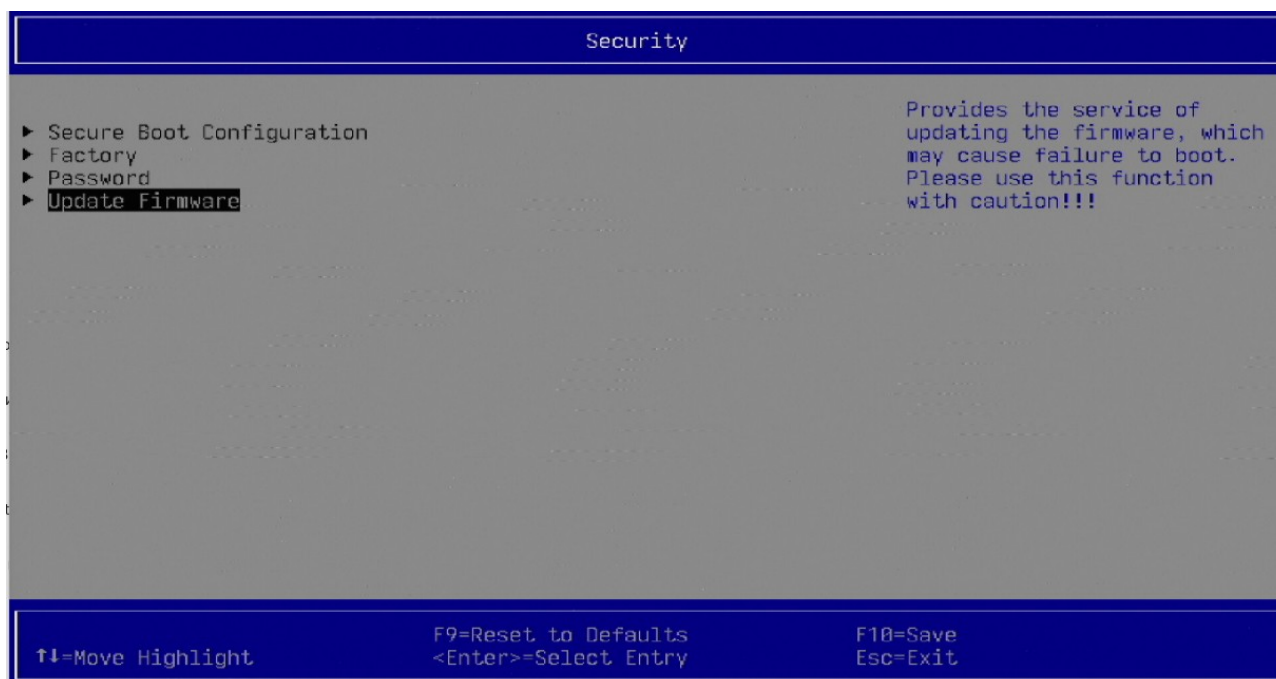 Security
▶ Secure Boot Configuration
▶ Factory
▶ Password
▶ Update Firmware
Provides the service of
updating the firmware, which
may cause failure to boot.
Please use this function
with caution!!!
F9=Reset to Defaults
F10=Save
↑↓=Move Highlight
<Enter>=Select Entry
Esc=Exit